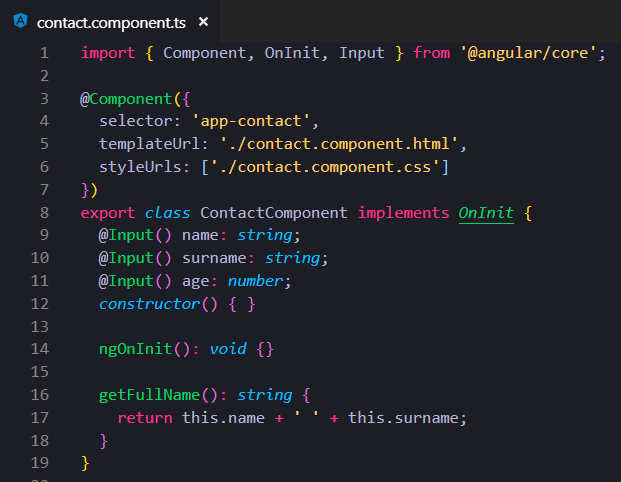 contact.component.ts ×
1 import { Component, OnInit, Input } from '@angular/core';
2
3 @Component({
4   selector: 'app-contact',
5   templateUrl: './contact.component.html',
6   styleUrls: ['./contact.component.css']
7 })
8 export class ContactComponent implements OnInit {
9   @Input() name: string;
10   @Input() surname: string;
11   @Input() age: number;
12   constructor() { }
13
14   ngOnInit(): void {}
15
16   getFullName(): string {
17     return this.name + ' ' + this.surname;
18   }
19 }